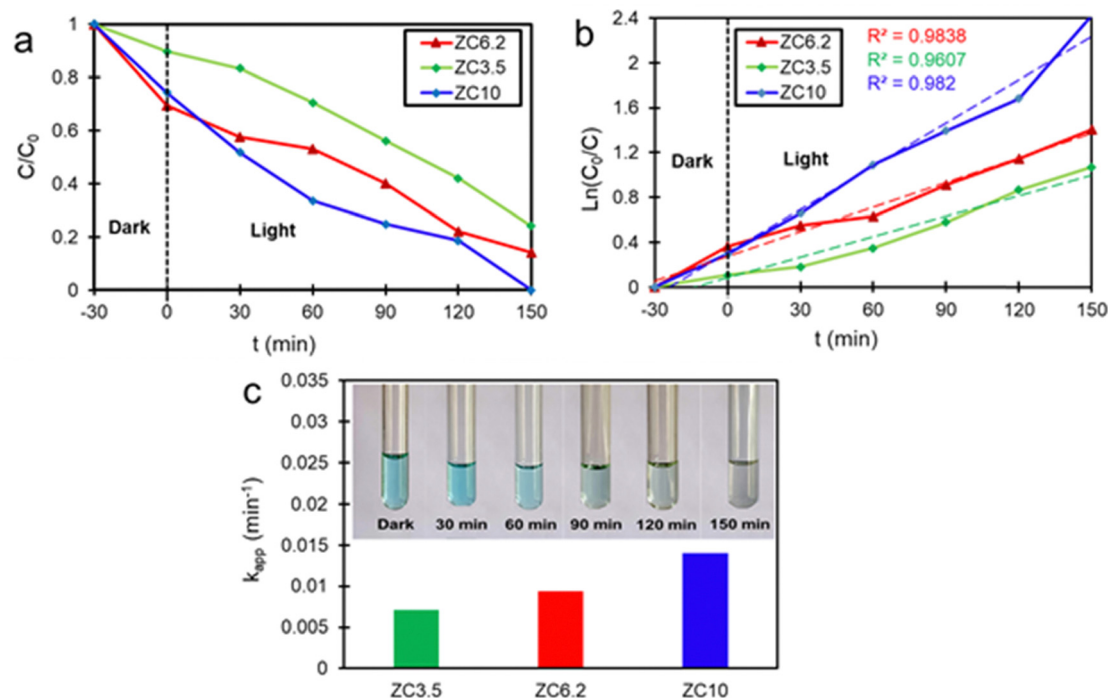 a
1
0.8
0.6
0.4
0.2
0
C/C₀
ZC6.2
ZC3.5
ZC10
Dark
Light
-30 0 30 60 90 120 150
t (min)
b
2.4
2.0
1.6
1.2
0.8
0.4
0
Ln(C₀/C)
ZC6.2
ZC3.5
ZC10
R² = 0.9838
R² = 0.9607
R² = 0.982
Dark
Light
-30 0 30 60 90 120 150
t (min)
c
0.035
0.03
0.025
0.02
0.015
0.01
0.005
0
k_app (min⁻¹)
Dark 30 min 60 min 90 min 120 min 150 min
ZC3.5 ZC6.2 ZC10